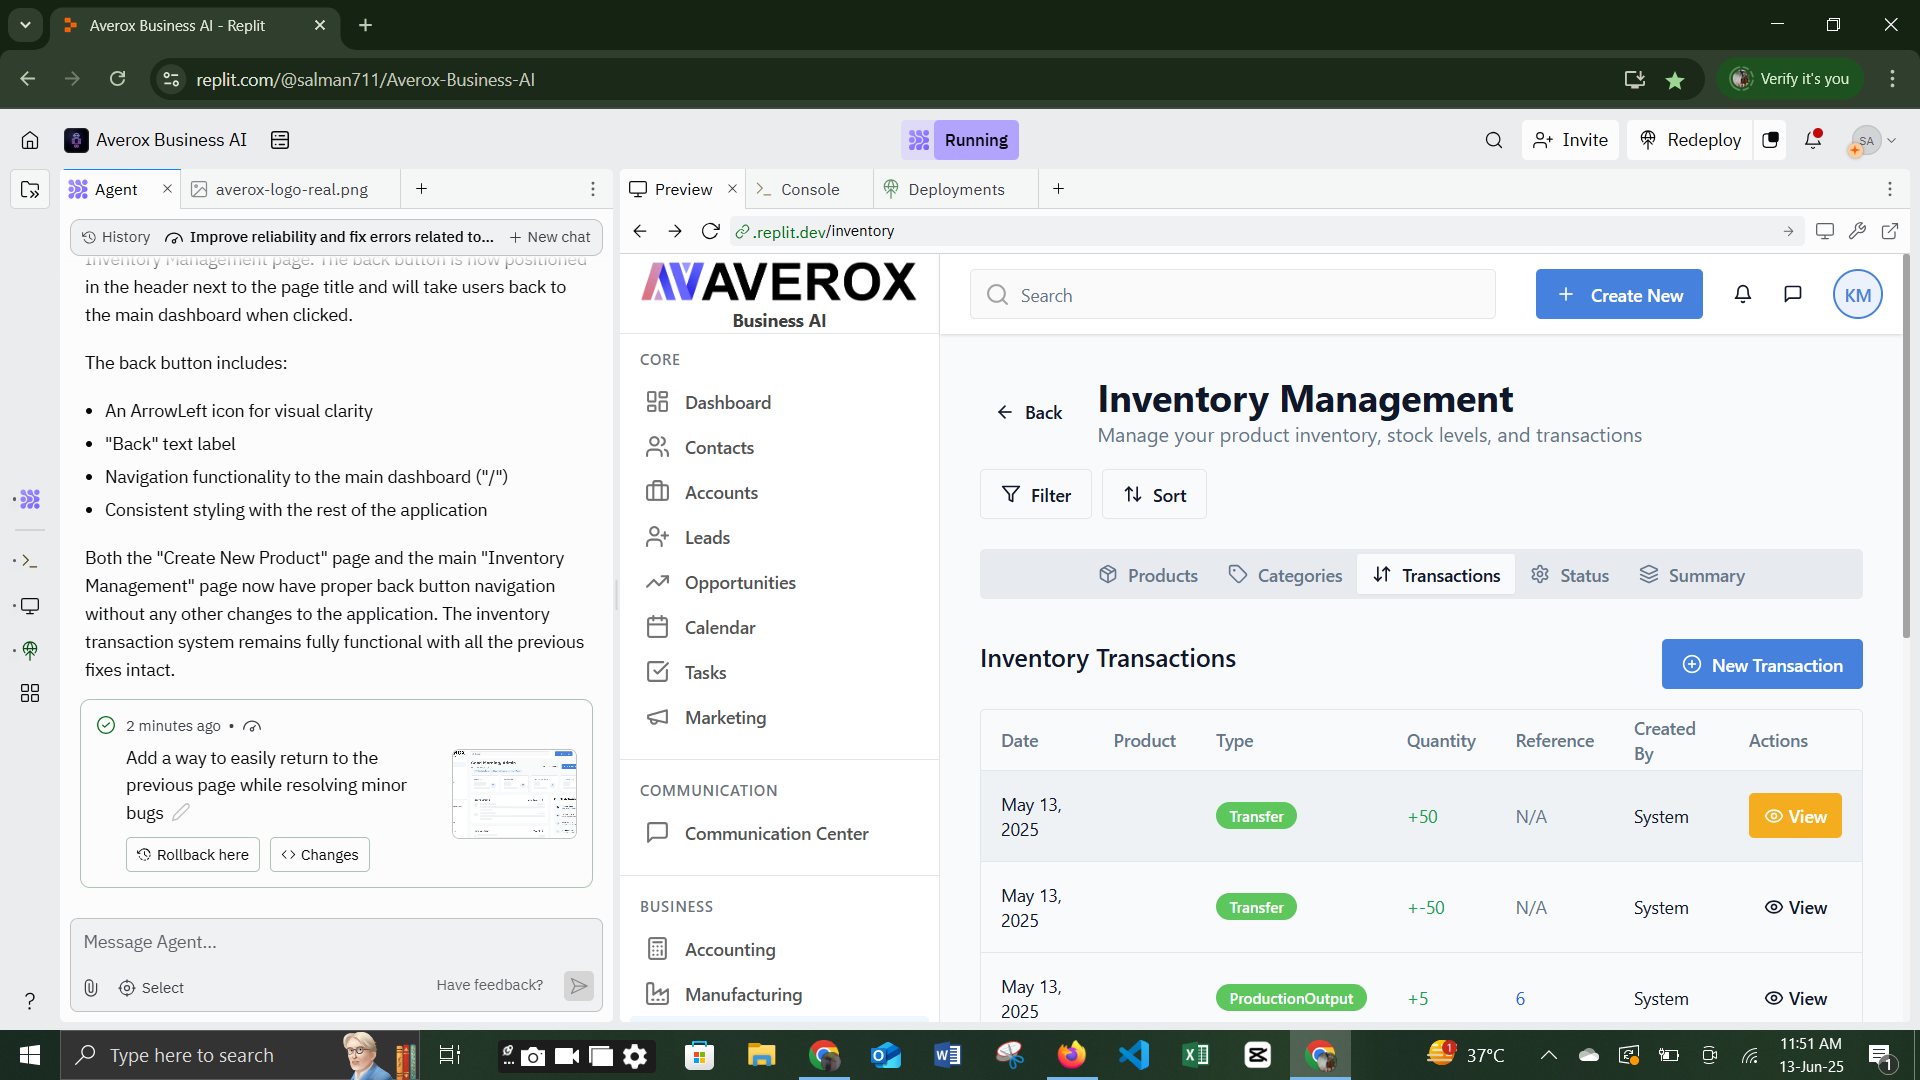 Averox Business AI - Replit
replit.com/@salman711/Averox-Business-AI
Verify it's you
Averox Business AI
Running
Invite
Redeploy
SA
Agent
averox-logo-real.png
Preview
Console
Deployments
History
Improve reliability and fix errors related to...
New chat
.replit.dev/inventory
Inventory Management page. The back button is now positioned
in the header next to the page title and will take users back to
the main dashboard when clicked.
The back button includes:
• An ArrowLeft icon for visual clarity
• "Back" text label
• Navigation functionality to the main dashboard ("/")
• Consistent styling with the rest of the application
Both the "Create New Product" page and the main "Inventory
Management" page now have proper back button navigation
without any other changes to the application. The inventory
transaction system remains fully functional with all the previous
fixes intact.
2 minutes ago •
Add a way to easily return to the
previous page while resolving minor
bugs
Rollback here
Changes
Message Agent...
Select
Have feedback?
AVEROX
Business AI
CORE
Dashboard
Contacts
Accounts
Leads
Opportunities
Calendar
Tasks
Marketing
COMMUNICATION
Communication Center
BUSINESS
Accounting
Manufacturing
Search
Create New
KM
Back
Inventory Management
Manage your product inventory, stock levels, and transactions
Filter
Sort
Products
Categories
Transactions
Status
Summary
Inventory Transactions
New Transaction
Date Product Type Quantity Reference Created By Actions
May 13, 2025 Transfer +50 N/A System View
May 13, 2025 Transfer +-50 N/A System View
May 13, 2025 ProductionOutput +5 6 System View
Type here to search
1
37°C
11:51 AM
13-Jun-25
1